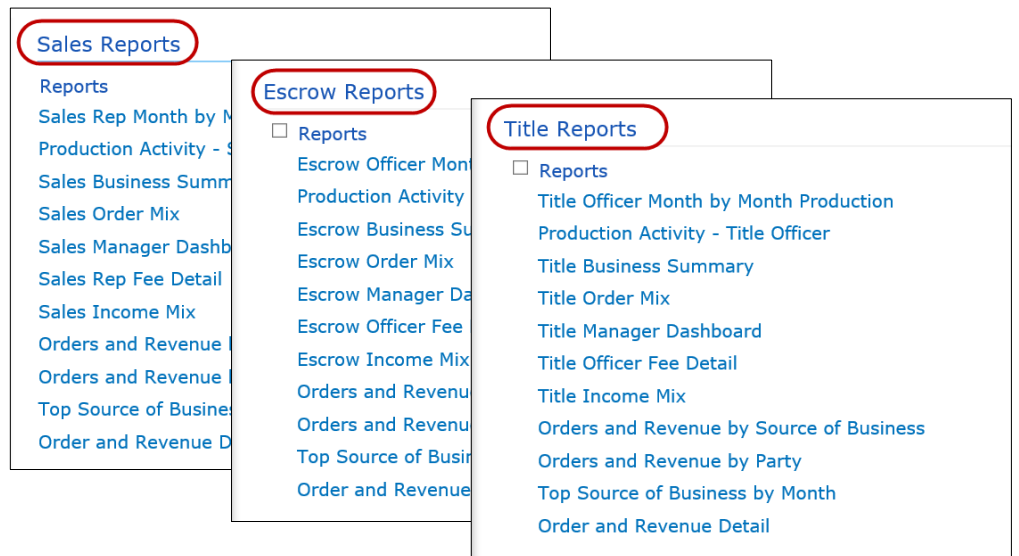 Sales Reports
Reports
Sales Rep Month by
Production Activity -
Sales Business
Sales Order Mix
Sales Manager
Sales Rep Fee Detail
Sales Income Mix
Orders and Revenue
Orders and Revenue
Top Source of
Order and Revenue
Escrow Reports
Reports
Escrow Officer
Production Activity
Escrow Business
Escrow Order Mix
Escrow Manager
Escrow Officer Fee
Escrow Income Mix
Orders and
Orders and
Top Source of
Order and Revenue
Title Reports
Reports
Title Officer Month by Month Production
Production Activity - Title Officer
Title Business Summary
Title Order Mix
Title Manager Dashboard
Title Officer Fee Detail
Title Income Mix
Orders and Revenue by Source of Business
Orders and Revenue by Party
Top Source of Business by Month
Order and Revenue Detail